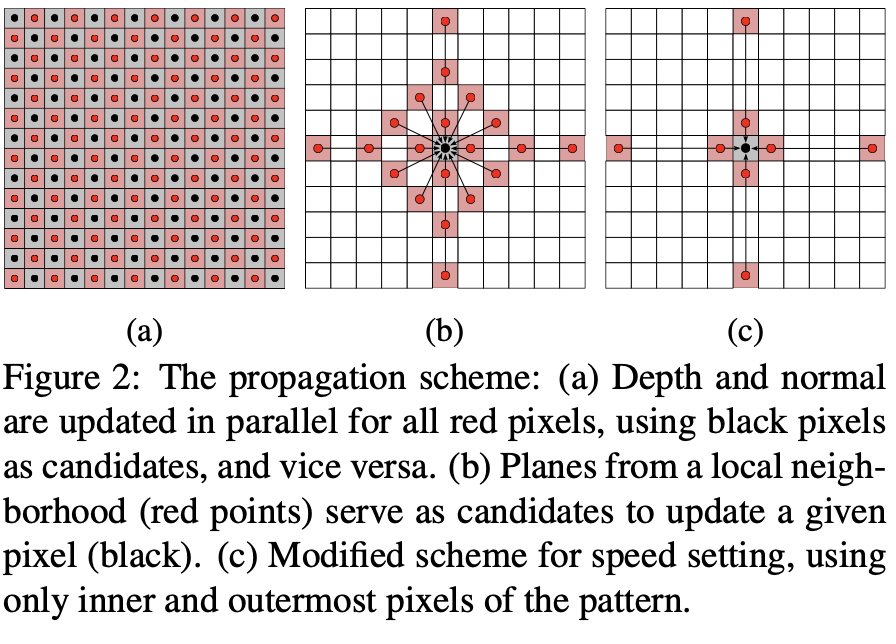 (a)
(b)
(c)
Figure 2: The propagation scheme: (a) Depth and normal
are updated in parallel for all red pixels, using black pixels
as candidates, and vice versa. (b) Planes from a local neigh-
borhood (red points) serve as candidates to update a given
pixel (black). (c) Modified scheme for speed setting, using
only inner and outermost pixels of the pattern.